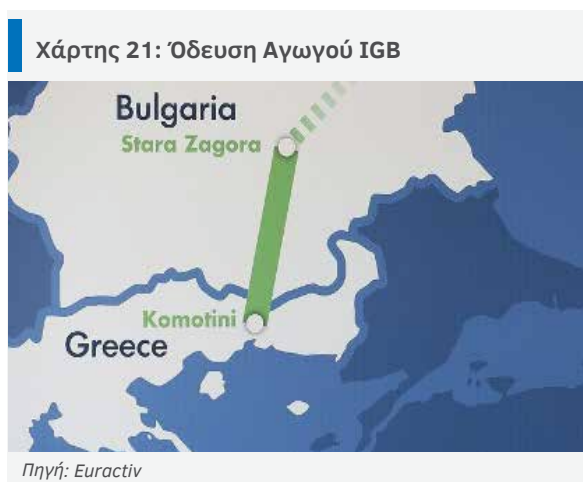 Χάρτης 21: Όδευση Αγωγού IGB
Bulgaria
Stara Zagora
Komotini
Greece
Πηγή: Euractiv